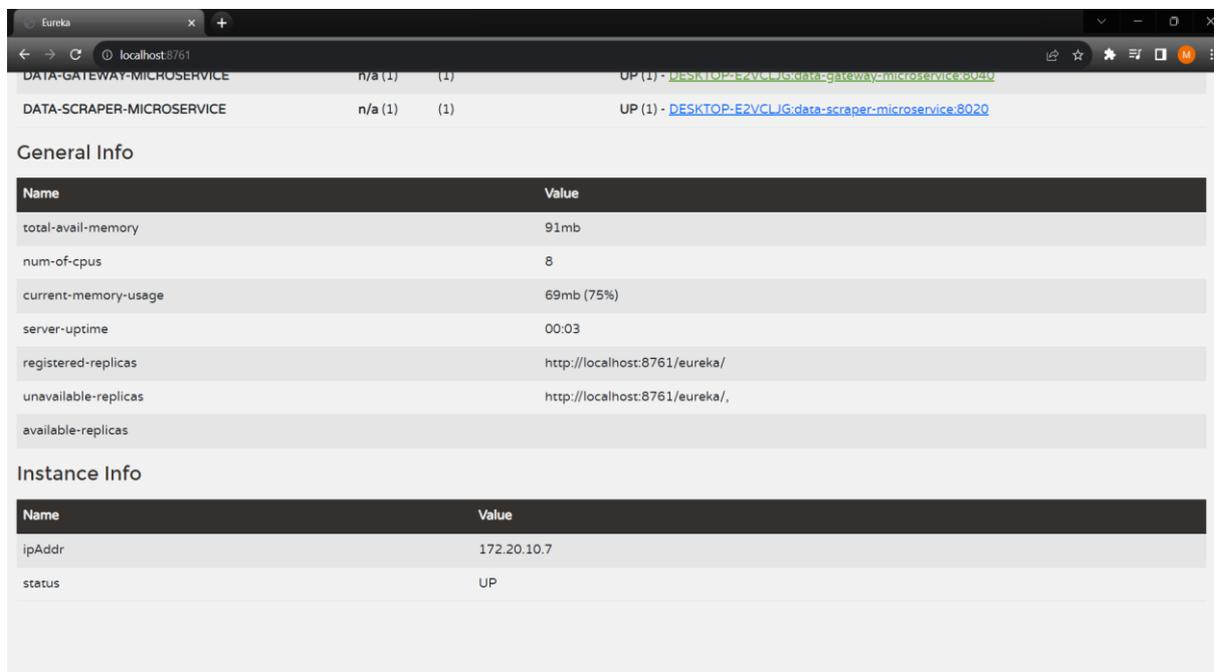 Eureka
localhost:8761
M
DATA-GATEWAY-MICROSERVICE n/a (1) (1) UP (1) - DESKTOP-E2VCLJG:data-gateway-microservice:8040
DATA-SCRAPER-MICROSERVICE n/a (1) (1) UP (1) - DESKTOP-E2VCLJG:data-scraper-microservice:8020
General Info
Name Value
total-avail-memory 91mb
num-of-cpus 8
current-memory-usage 69mb (75%)
server-uptime 00:03
registered-replicas http://localhost:8761/eureka/
unavailable-replicas http://localhost:8761/eureka/,
available-replicas
Instance Info
Name Value
ipAddr 172.20.10.7
status UP